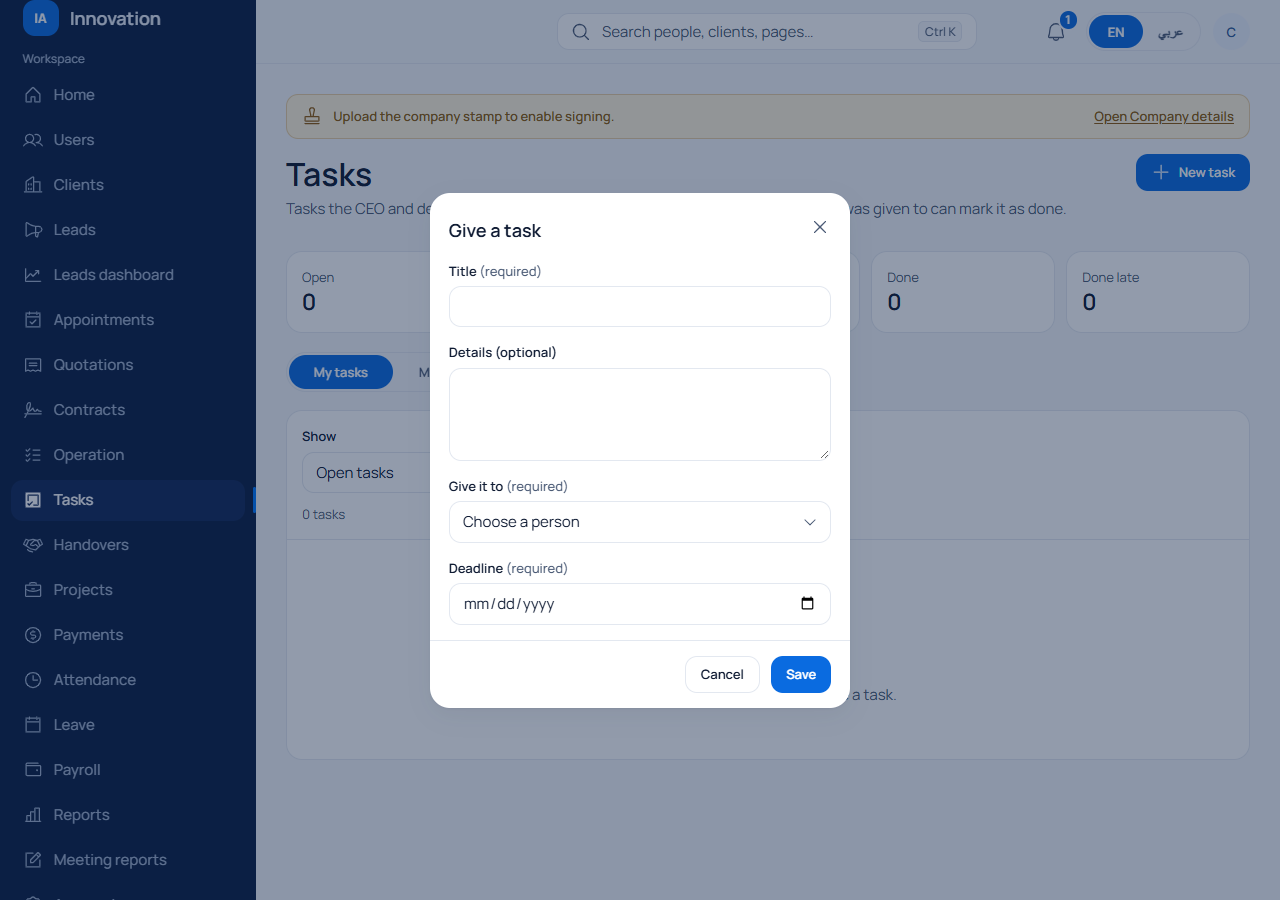 IA Innovation
Search people, clients, pages... Ctrl K
1
EN عربي C
Workspace
Home
Users
Clients
Leads
Leads dashboard
Appointments
Quotations
Contracts
Operation
Tasks
Handovers
Projects
Payments
Attendance
Leave
Payroll
Reports
Meeting reports
Upload the company stamp to enable signing. Open Company details
Tasks
New task
Tasks the CEO and
was given to can mark it as done.
Open
0
Done
0
Done late
0
My tasks
Show
Open tasks
0 tasks
a task.
Give a task
Title (required)
Details (optional)
Give it to (required)
Choose a person
Deadline (required)
mm/dd/yyyy
Cancel Save